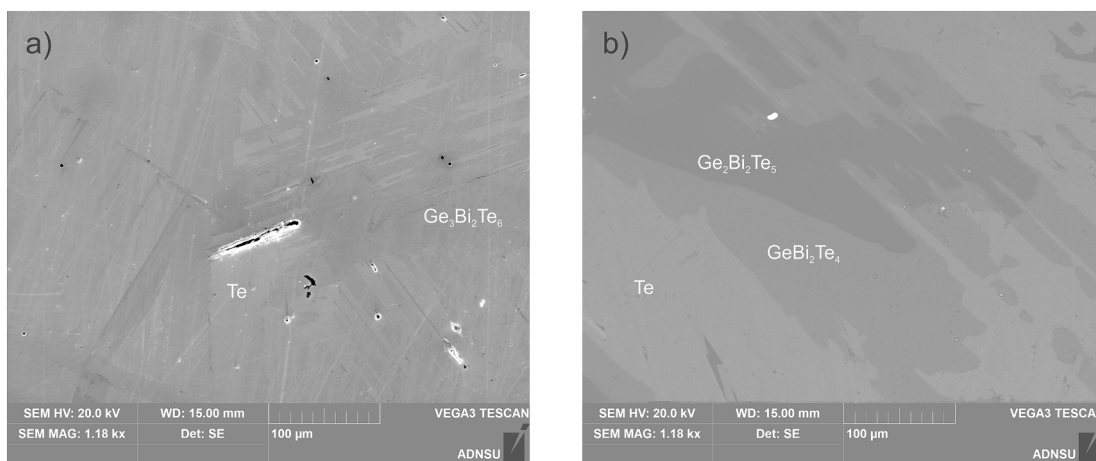 a)
Ge₃Bi₂Te₆
Te
SEM HV: 20.0 kV WD: 15.00 mm VEGA3 TESCAN
SEM MAG: 1.18 kx Det: SE 100 µm
ADNSU
b)
Ge₂Bi₂Te₅
GeBi₂Te₄
Te
SEM HV: 20.0 kV WD: 15.00 mm VEGA3 TESCAN
SEM MAG: 1.18 kx Det: SE 100 µm
ADNSU